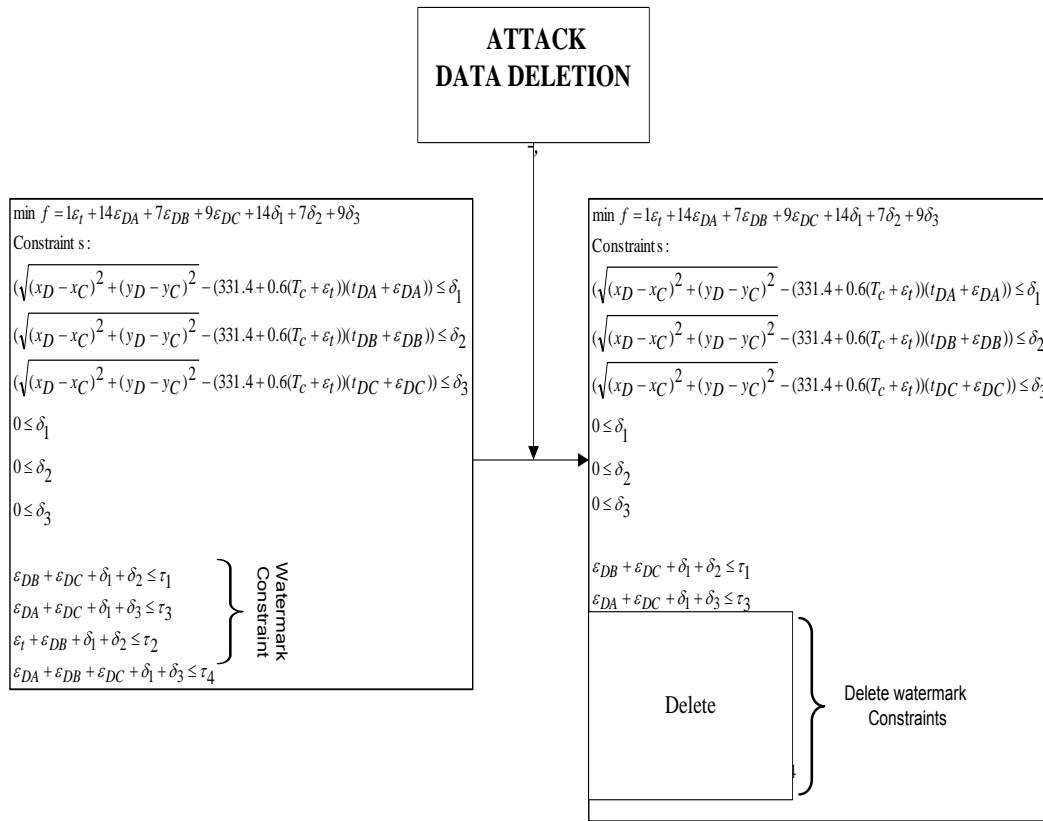 ATTACK
DATA DELETION
min f = 1ε_t + 14ε_DA + 7ε_DB + 9ε_DC + 14δ_1 + 7δ_2 + 9δ_3
Constraint s :
(√((x_D − x_C)^2 + (y_D − y_C)^2) − (331.4 + 0.6(T_c + ε_t))(t_DA + ε_DA)) ≤ δ_1
(√((x_D − x_C)^2 + (y_D − y_C)^2) − (331.4 + 0.6(T_c + ε_t))(t_DB + ε_DB)) ≤ δ_2
(√((x_D − x_C)^2 + (y_D − y_C)^2) − (331.4 + 0.6(T_c + ε_t))(t_DC + ε_DC)) ≤ δ_3
0 ≤ δ_1
0 ≤ δ_2
0 ≤ δ_3
ε_DB + ε_DC + δ_1 + δ_2 ≤ τ_1
ε_DA + ε_DC + δ_1 + δ_3 ≤ τ_3
ε_t + ε_DB + δ_1 + δ_2 ≤ τ_2
ε_DA + ε_DB + ε_DC + δ_1 + δ_3 ≤ τ_4
Watermark
Constraint
min f = 1ε_t + 14ε_DA + 7ε_DB + 9ε_DC + 14δ_1 + 7δ_2 + 9δ_3
Constraint s :
(√((x_D − x_C)^2 + (y_D − y_C)^2) − (331.4 + 0.6(T_c + ε_t))(t_DA + ε_DA)) ≤ δ_1
(√((x_D − x_C)^2 + (y_D − y_C)^2) − (331.4 + 0.6(T_c + ε_t))(t_DB + ε_DB)) ≤ δ_2
(√((x_D − x_C)^2 + (y_D − y_C)^2) − (331.4 + 0.6(T_c + ε_t))(t_DC + ε_DC)) ≤ δ_3
0 ≤ δ_1
0 ≤ δ_2
0 ≤ δ_3
ε_DB + ε_DC + δ_1 + δ_2 ≤ τ_1
ε_DA + ε_DC + δ_1 + δ_3 ≤ τ_3
Delete
Delete watermark
Constraints